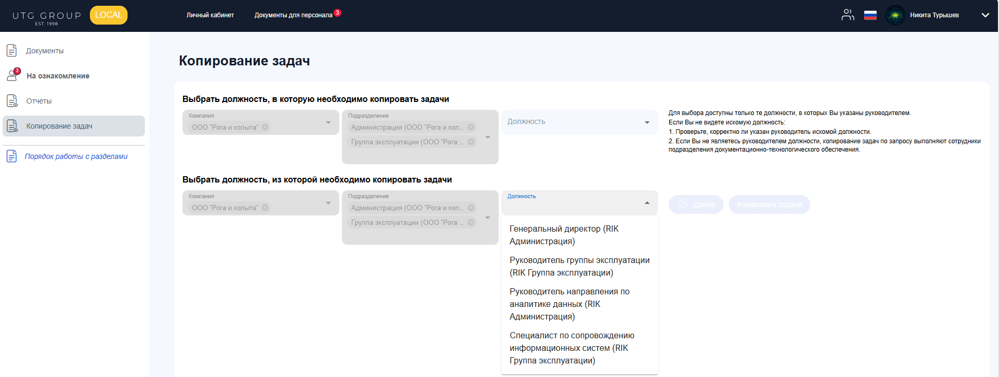 UTG GROUP
EST. 1998
LOCAL
Личный кабинет
Документы для персонала 3
Никита Турышев
Документы
3
На ознакомление
Отчеты
Копирование задач
Порядок работы с разделами
Копирование задач
Выбрать должность, в которую необходимо копировать задачи
Компания
ООО "Рога и копыта"
Подразделение
Администрация (ООО "Рога и коп...
Группа эксплуатации (ООО "Рога ...
Должность
Для выбора доступны только те должности, в которых Вы указаны руководителем.
Если Вы не видете искомую должность:
1. Проверьте, корректно ли указан руководитель искомой должности.
2. Если Вы не являетесь руководителем должности, копирование задач по запросу выполняют сотрудники
подразделения документационно-технологического обеспечения.
Выбрать должность, из которой необходимо копировать задачи
Компания
ООО "Рога и копыта"
Подразделение
Администрация (ООО "Рога и коп...
Группа эксплуатации (ООО "Рога ...
Должность
Далее
Копировать задачи
Генеральный директор (RIK
Администрация)
Руководитель группы эксплуатации
(RIK Группа эксплуатации)
Руководитель направления по
аналитике данных (RIK
Администрация)
Специалист по сопровождению
информационных систем (RIK
Группа эксплуатации)